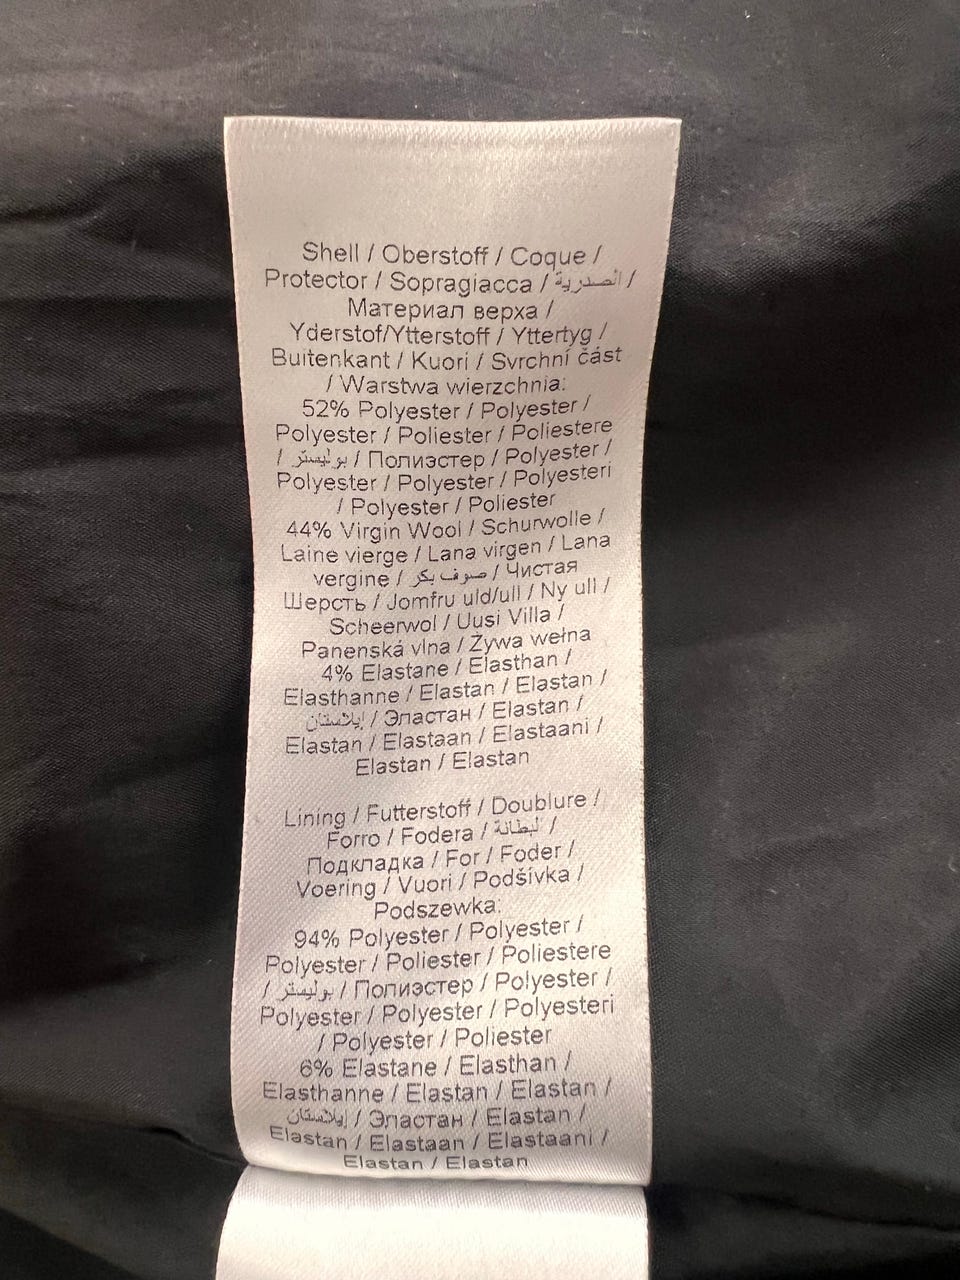 Shell / Oberstoff / Coque /
Protector / Sopragiacca / الصدرية /
Материал верха /
Yderstof/Ytterstoff / Yttertyg /
Buitenkant / Kuori / Svrchní část
/ Warstwa wierzchnia:
52% Polyester / Polyester /
Polyester / Poliester / Poliestere
/ بوليستر / Полиэстер / Polyester /
Polyester / Polyester / Polyesteri
/ Polyester / Poliester
44% Virgin Wool / Schurwolle /
Laine vierge / Lana virgen / Lana
vergine / صوف بكر / Чистая
Шерсть / Jomfru uld/ull / Ny ull /
Scheerwol / Uusi Villa /
Panenská vlna / Żywa wełna
4% Elastane / Elasthan /
Elasthanne / Elastan / Elastan /
إيلاستان / Эластан / Elastan /
Elastan / Elastaan / Elastaani /
Elastan / Elastan
Lining / Futterstoff / Doublure /
Forro / Fodera / البطانة /
Подкладка / For / Foder /
Voering / Vuori / Podšívka /
Podszewka:
94% Polyester / Polyester /
Polyester / Poliester / Poliestere
/ بوليستر / Полиэстер / Polyester /
Polyester / Polyester / Polyesteri
/ Polyester / Poliester
6% Elastane / Elasthan /
Elasthanne / Elastan / Elastan /
إيلاستان / Эластан / Elastan /
Elastan / Elastaan / Elastaani /
Elastan / Elastan